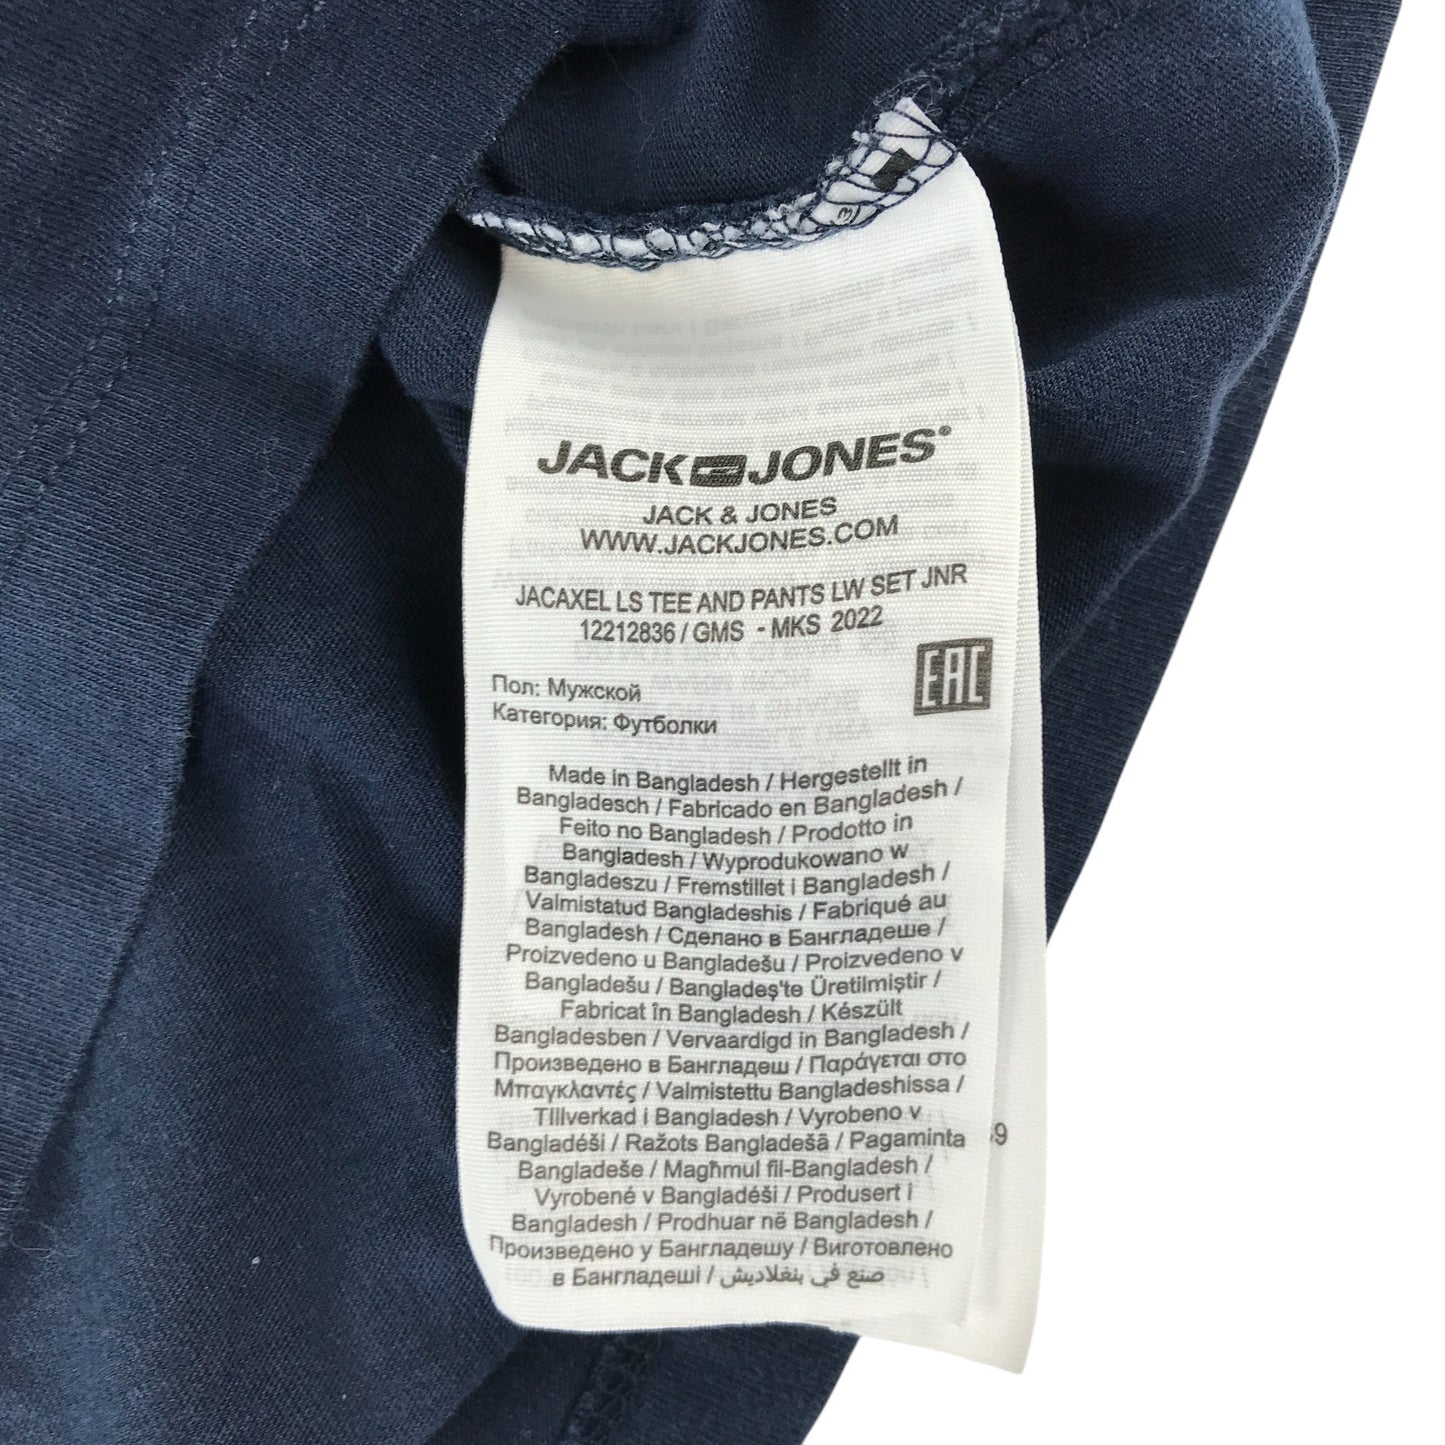 JACK JONES®
JACK & JONES
WWW.JACKJONES.COM
JACAXEL LS TEE AND PANTS LW SET JNR
12212836 / GMS - MKS 2022
EAC
Пол: Мужской
Категория: Футболки
Made in Bangladesh / Hergestellt in
Bangladesch / Fabricado en Bangladesh /
Feito no Bangladesh / Prodotto in
Bangladesh / Wyprodukowano w
Bangladeszu / Fremstillet i Bangladesh /
Valmistatud Bangladeshis / Fabriqué au
Bangladesh / Сделано в Бангладеше /
Proizvedeno u Bangladešu / Proizvedeno v
Bangladešu / Bangladeş'te Üretilmiştir /
Fabricat în Bangladesh / Készült
Bangladesben / Vervaardigd in Bangladesh /
Произведено в Бангладеш / Παράγεται στο
Μπαγκλαντές / Valmistettu Bangladeshissa /
TIllverkad i Bangladesh / Vyrobeno v
Bangladéši / Ražots Bangladešā / Pagaminta
Bangladeše / Magħmul fil-Bangladesh /
Vyrobené v Bangladéši / Produsert i
Bangladesh / Prodhuar në Bangladesh /
Произведено у Бангладешу / Виготовлено
в Бангладеші / صنع في بنغلاديش